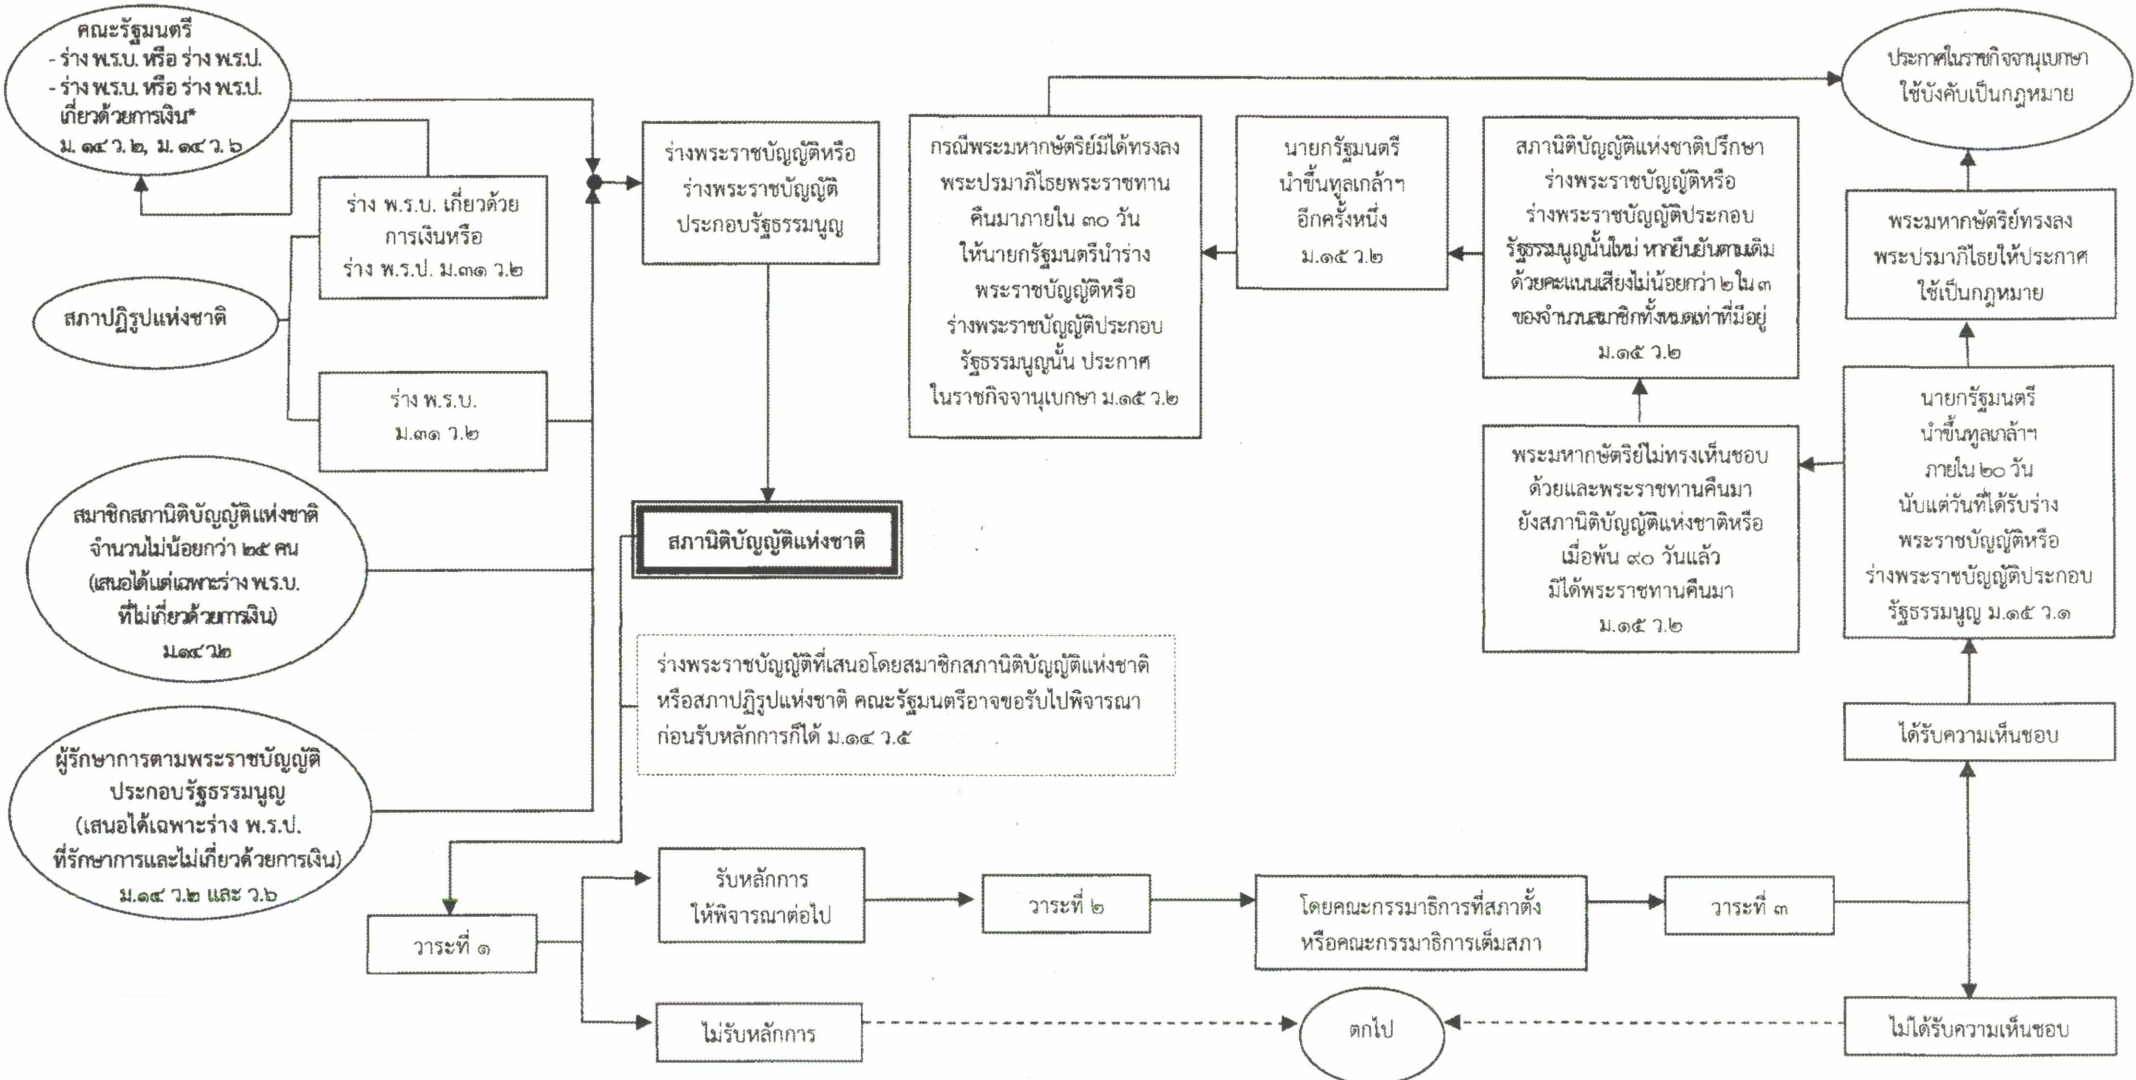 คณะรัฐมนตรี
- ร่าง พ.ร.บ. หรือ ร่าง พ.ร.ป.
- ร่าง พ.ร.บ. หรือ ร่าง พ.ร.ป.
เกี่ยวด้วยการเงิน*
ม. ๑๔ ว. ๒, ม. ๑๔ ว. ๖
ร่าง พ.ร.บ. เกี่ยวด้วย
การเงินหรือ
ร่าง พ.ร.ป. ม.๓๑ ว.๒
สภาปฏิรูปแห่งชาติ
ร่าง พ.ร.บ.
ม.๓๑ ว.๒
สมาชิกสภานิติบัญญัติแห่งชาติ
จำนวนไม่น้อยกว่า ๒๕ คน
(เสนอได้แต่เฉพาะร่าง พ.ร.บ.
ที่ไม่เกี่ยวด้วยการเงิน)
ม.๑๔ ว.๒
ผู้รักษาการตามพระราชบัญญัติ
ประกอบรัฐธรรมนูญ
(เสนอได้เฉพาะร่าง พ.ร.ป.
ที่รักษาการและไม่เกี่ยวด้วยการเงิน)
ม.๑๔ ว.๒ และ ว.๖
ร่างพระราชบัญญัติหรือ
ร่างพระราชบัญญัติ
ประกอบรัฐธรรมนูญ
สภานิติบัญญัติแห่งชาติ
ร่างพระราชบัญญัติที่เสนอโดยสมาชิกสภานิติบัญญัติแห่งชาติ
หรือสภาปฏิรูปแห่งชาติ คณะรัฐมนตรีอาจขอรับไปพิจารณา
ก่อนรับหลักการก็ได้ ม.๑๔ ว.๕
วาระที่ ๑
รับหลักการ
ให้พิจารณาต่อไป
ไม่รับหลักการ
วาระที่ ๒
โดยคณะกรรมาธิการที่สภาตั้ง
หรือคณะกรรมาธิการเต็มสภา
วาระที่ ๓
ตกไป
ไม่ได้รับความเห็นชอบ
ได้รับความเห็นชอบ
นายกรัฐมนตรี
นำขึ้นทูลเกล้าฯ
ภายใน ๒๐ วัน
นับแต่วันที่ได้รับร่าง
พระราชบัญญัติหรือ
ร่างพระราชบัญญัติประกอบ
รัฐธรรมนูญ ม.๑๕ ว.๑
พระมหากษัตริย์ทรงลง
พระปรมาภิไธยให้ประกาศ
ใช้เป็นกฎหมาย
ประกาศในราชกิจจานุเบกษา
ใช้บังคับเป็นกฎหมาย
พระมหากษัตริย์ไม่ทรงเห็นชอบ
ด้วยและพระราชทานคืนมา
ยังสภานิติบัญญัติแห่งชาติหรือ
เมื่อพ้น ๙๐ วันแล้ว
มิได้พระราชทานคืนมา
ม.๑๕ ว.๒
สภานิติบัญญัติแห่งชาติปรึกษา
ร่างพระราชบัญญัติหรือ
ร่างพระราชบัญญัติประกอบ
รัฐธรรมนูญนั้นใหม่ หากยืนยันตามเดิม
ด้วยคะแนนเสียงไม่น้อยกว่า ๒ ใน ๓
ของจำนวนสมาชิกทั้งหมดเท่าที่มีอยู่
ม.๑๕ ว.๒
นายกรัฐมนตรี
นำขึ้นทูลเกล้าฯ
อีกครั้งหนึ่ง
ม.๑๕ ว.๒
กรณีพระมหากษัตริย์มิได้ทรงลง
พระปรมาภิไธยพระราชทาน
คืนมาภายใน ๓๐ วัน
ให้นายกรัฐมนตรีนำร่าง
พระราชบัญญัติหรือ
ร่างพระราชบัญญัติประกอบ
รัฐธรรมนูญนั้น ประกาศ
ในราชกิจจานุเบกษา ม.๑๕ ว.๒